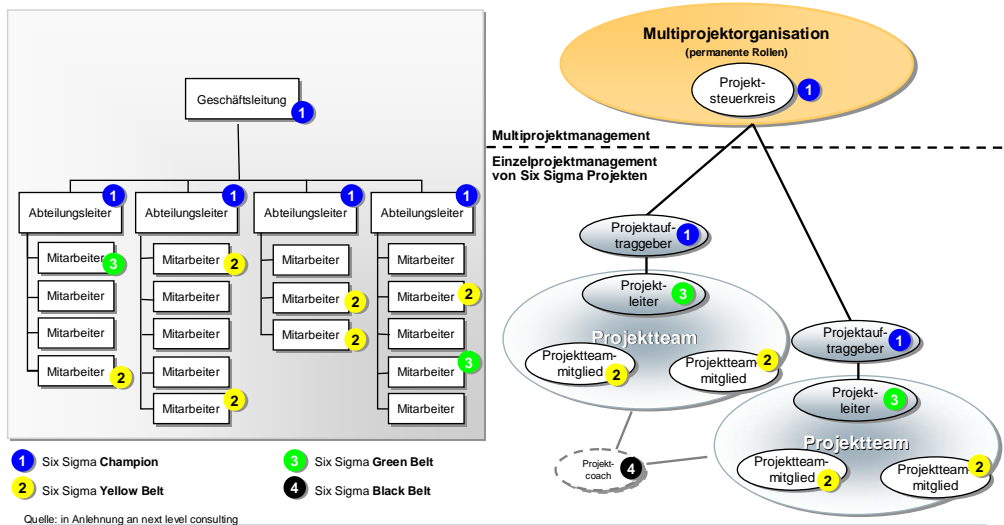 Geschäftsleitung
1
Abteilungsleiter
1
Abteilungsleiter
1
Abteilungsleiter
1
Abteilungsleiter
1
Mitarbeiter
3
Mitarbeiter
Mitarbeiter
Mitarbeiter
2
Mitarbeiter
2
Mitarbeiter
Mitarbeiter
Mitarbeiter
Mitarbeiter
2
Mitarbeiter
Mitarbeiter
2
Mitarbeiter
2
Mitarbeiter
Mitarbeiter
2
Mitarbeiter
Mitarbeiter
3
Mitarbeiter
Multiprojektorganisation
(permanente Rollen)
Projekt-
steuerkreis
1
Multiprojektmanagement
Einzelprojektmanagement
von Six Sigma Projekten
Projektauf-
traggeber
1
Projekt-
leiter
3
Projektteam
Projektteam-
mitglied
2
Projektteam-
mitglied
2
Projektauf-
traggeber
1
Projekt-
leiter
3
Projektteam
Projektteam-
mitglied
2
Projektteam-
mitglied
2
Projekt-
coach
4
1 Six Sigma Champion
2 Six Sigma Yellow Belt
3 Six Sigma Green Belt
4 Six Sigma Black Belt
Quelle: in Anlehnung an next level consulting